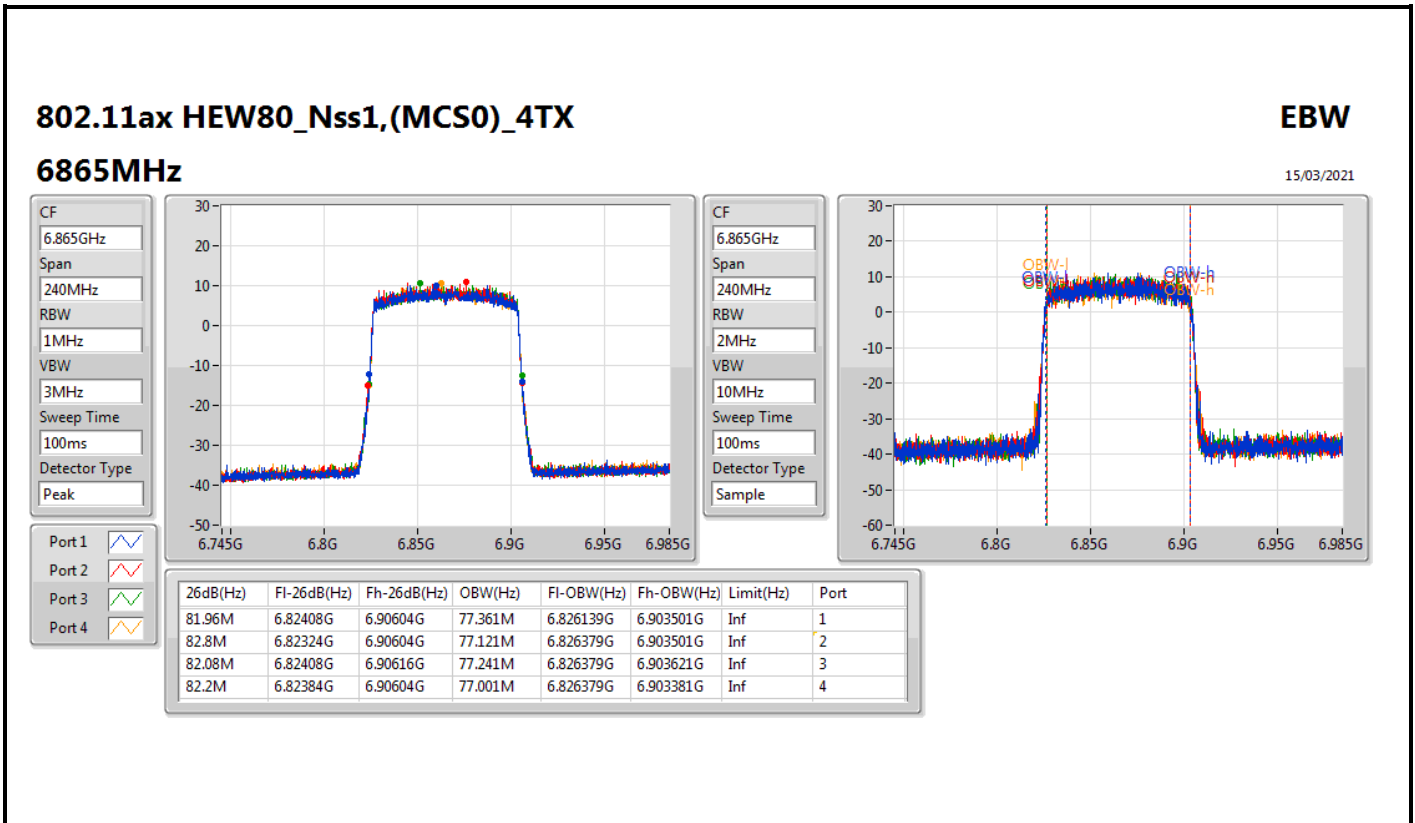 802.11ax HEW80_Nss1,(MCS0)_4TX
EBW
6865MHz
15/03/2021
CF
6.865GHz
Span
240MHz
RBW
1MHz
VBW
3MHz
Sweep Time
100ms
Detector Type
Peak
30
20
10
0
-10
-20
-30
-40
-50
6.745G 6.8G 6.85G 6.9G 6.95G 6.985G
CF
6.865GHz
Span
240MHz
RBW
2MHz
VBW
10MHz
Sweep Time
100ms
Detector Type
Sample
30
20
10
0
-10
-20
-30
-40
-50
-60
OBW-l
OBW-h
OBW-h
6.745G 6.8G 6.85G 6.9G 6.95G 6.985G
Port 1
Port 2
Port 3
Port 4
26dB(Hz) Fl-26dB(Hz) Fh-26dB(Hz) OBW(Hz) Fl-OBW(Hz) Fh-OBW(Hz) Limit(Hz) Port
81.96M 6.82408G 6.90604G 77.361M 6.826139G 6.903501G Inf 1
82.8M 6.82324G 6.90604G 77.121M 6.826379G 6.903501G Inf 2
82.08M 6.82408G 6.90616G 77.241M 6.826379G 6.903621G Inf 3
82.2M 6.82384G 6.90604G 77.001M 6.826379G 6.903381G Inf 4